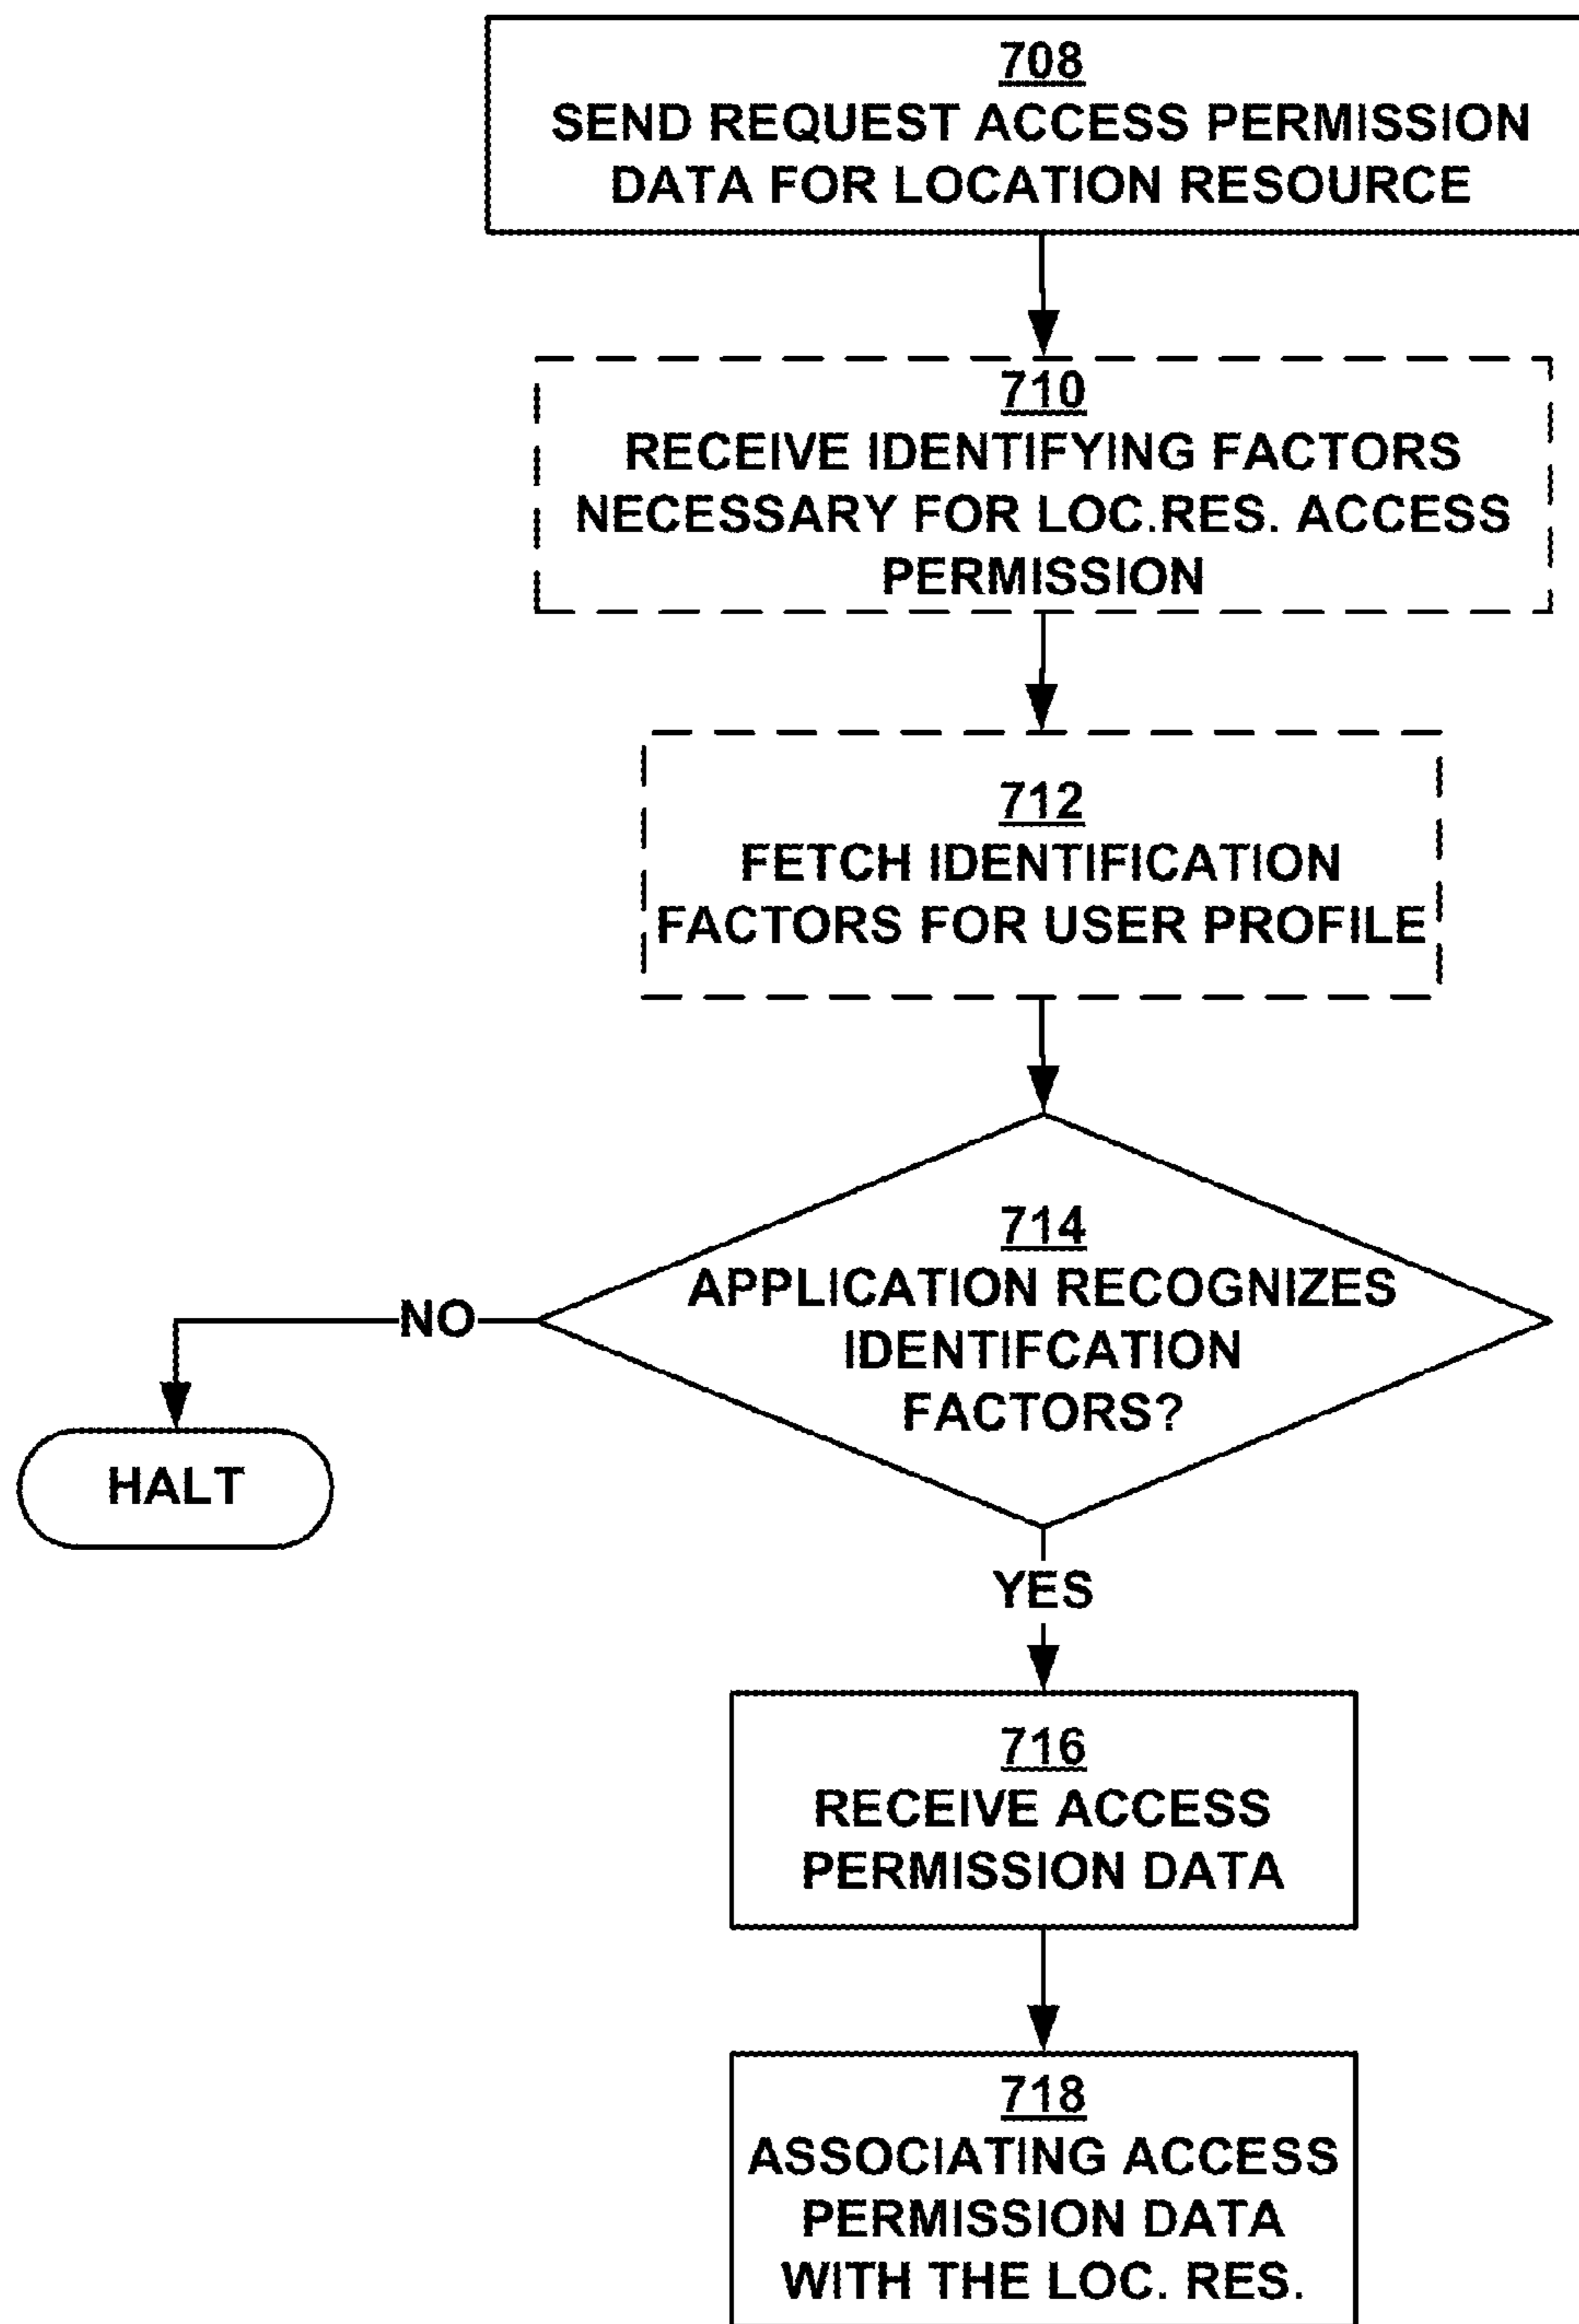 708
SEND REQUEST ACCESS PERMISSION
DATA FOR LOCATION RESOURCE
710
RECEIVE IDENTIFYING FACTORS
NECESSARY FOR LOC.RES. ACCESS
PERMISSION
712
FETCH IDENTIFICATION
FACTORS FOR USER PROFILE
714
APPLICATION RECOGNIZES
IDENTIFCATION
FACTORS?
NO
HALT
YES
716
RECEIVE ACCESS
PERMISSION DATA
718
ASSOCIATING ACCESS
PERMISSION DATA
WITH THE LOC. RES.